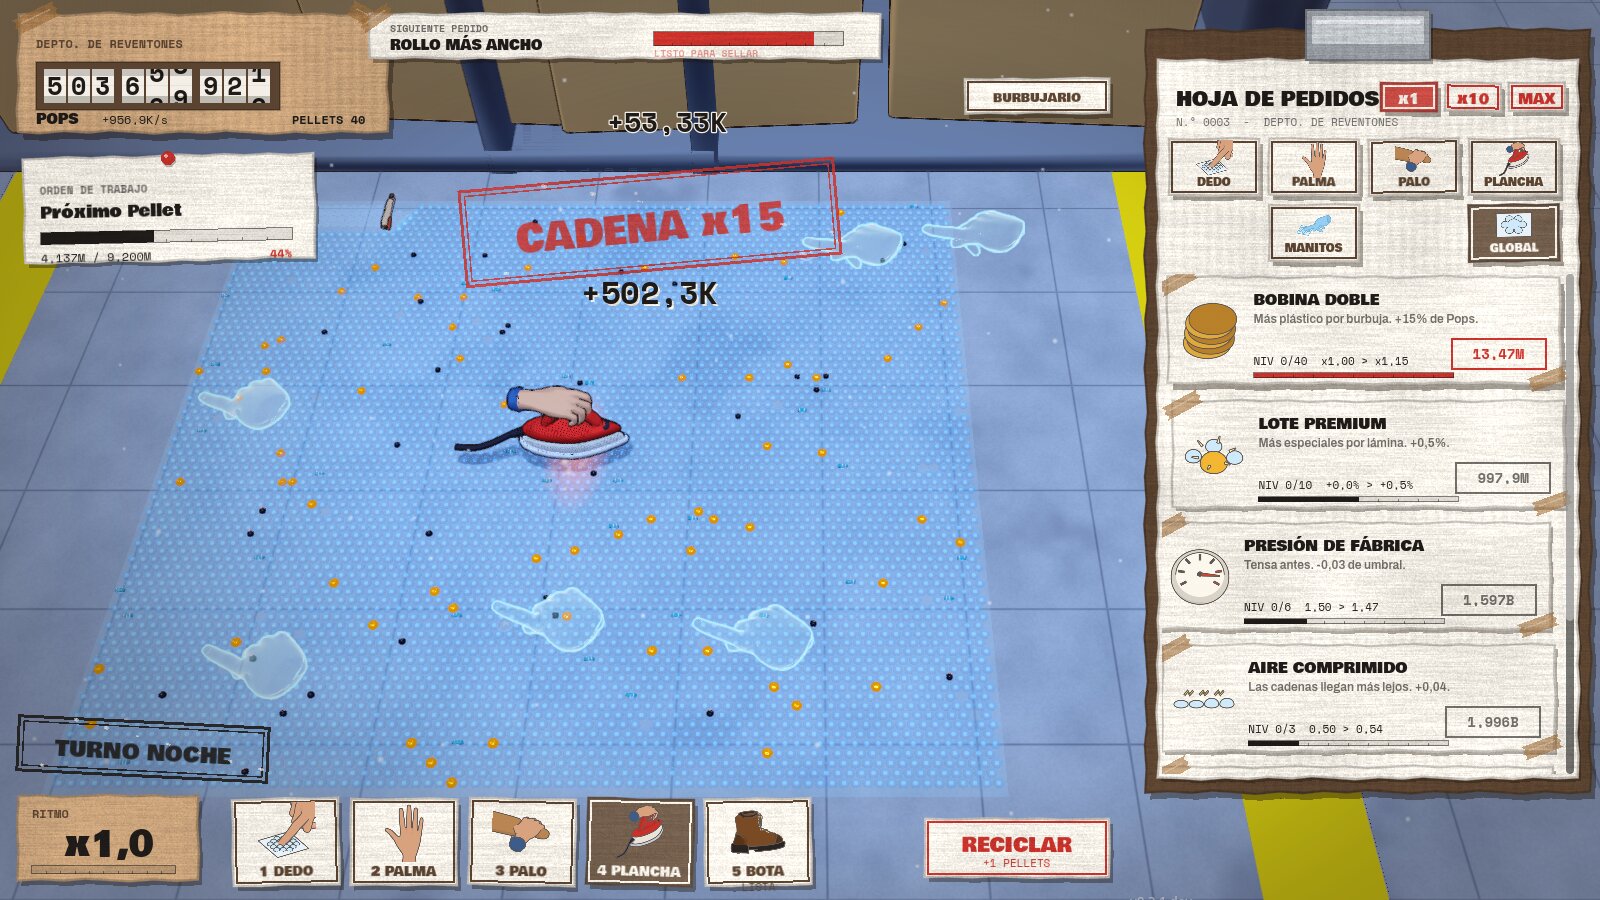 DEPTO. DE REVENTONES
POPS +956,9K/s PELLETS 40
SIGUIENTE PEDIDO
ROLLO MÁS ANCHO
LISTO PARA SELLAR
BURBUJARIO
ORDEN DE TRABAJO
Próximo Pellet
4,137M / 9,200M 44%
+53,33K
CADENA x15
+502,3K
HOJA DE PEDIDOS x1 x10 MAX
N.° 0003 - DEPTO. DE REVENTONES
DEDO PALMA PALO PLANCHA
MANITOS GLOBAL
BOBINA DOBLE
Más plástico por burbuja. +15% de Pops.
13,47M
NIV 0/40 x1,00 > x1,15
LOTE PREMIUM
Más especiales por lámina. +0,5%.
997,9M
NIV 0/10 +0,0% > +0,5%
PRESIÓN DE FÁBRICA
Tensa antes. -0,03 de umbral.
1,597B
NIV 0/6 1,50 > 1,47
AIRE COMPRIMIDO
Las cadenas llegan más lejos. +0,04.
1,996B
NIV 0/3 0,50 > 0,54
TURNO NOCHE
RITMO
x1,0
1 DEDO 2 PALMA 3 PALO 4 PLANCHA 5 BOTA
LISTA
RECICLAR
+1 PELLETS